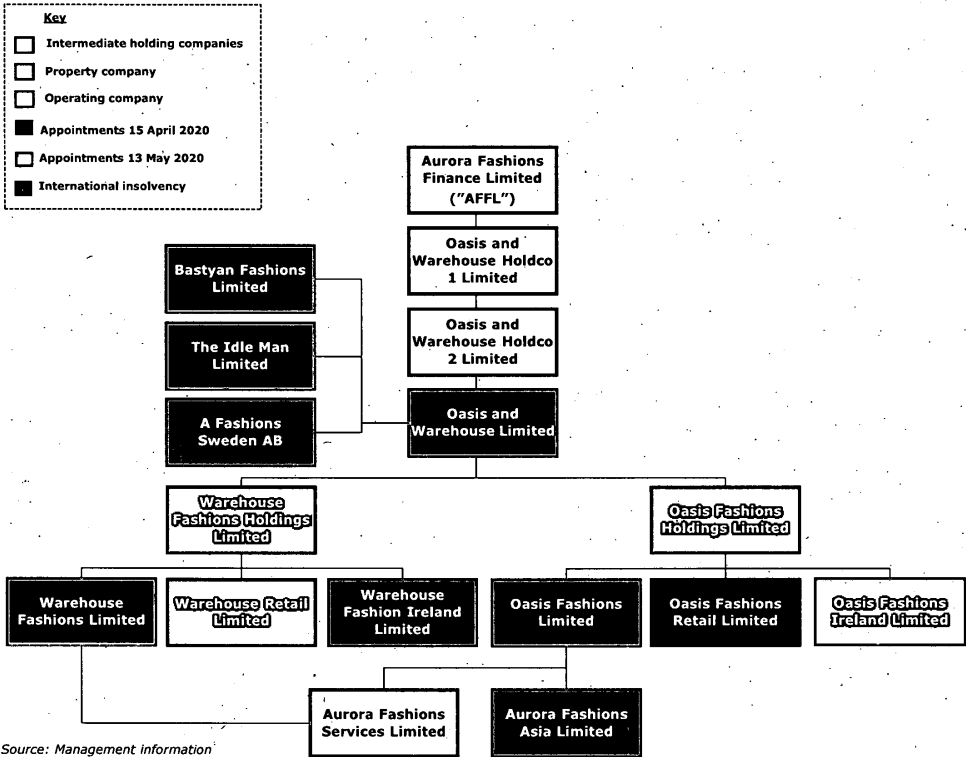 Key
Intermediate holding companies
Property company
Operating company
Appointments 15 April 2020
Appointments 13 May 2020
International insolvency
Aurora Fashions
Finance Limited
("AFFL")
Oasis and
Warehouse Holdco
1 Limited
Bastyan Fashions
Limited
Oasis and
Warehouse Holdco
2 Limited
The Idle Man
Limited
Oasis and
Warehouse Limited
A Fashions
Sweden AB
Warehouse
Fashions Holdings
Limited
Oasis Fashions
Holdings Limited
Warehouse
Fashions Limited
Warehouse Retail
Limited
Warehouse
Fashion Ireland
Limited
Oasis Fashions
Limited
Oasis Fashions
Retail Limited
Oasis Fashions
Ireland Limited
Aurora Fashions
Services Limited
Aurora Fashions
Asia Limited
Source: Management information